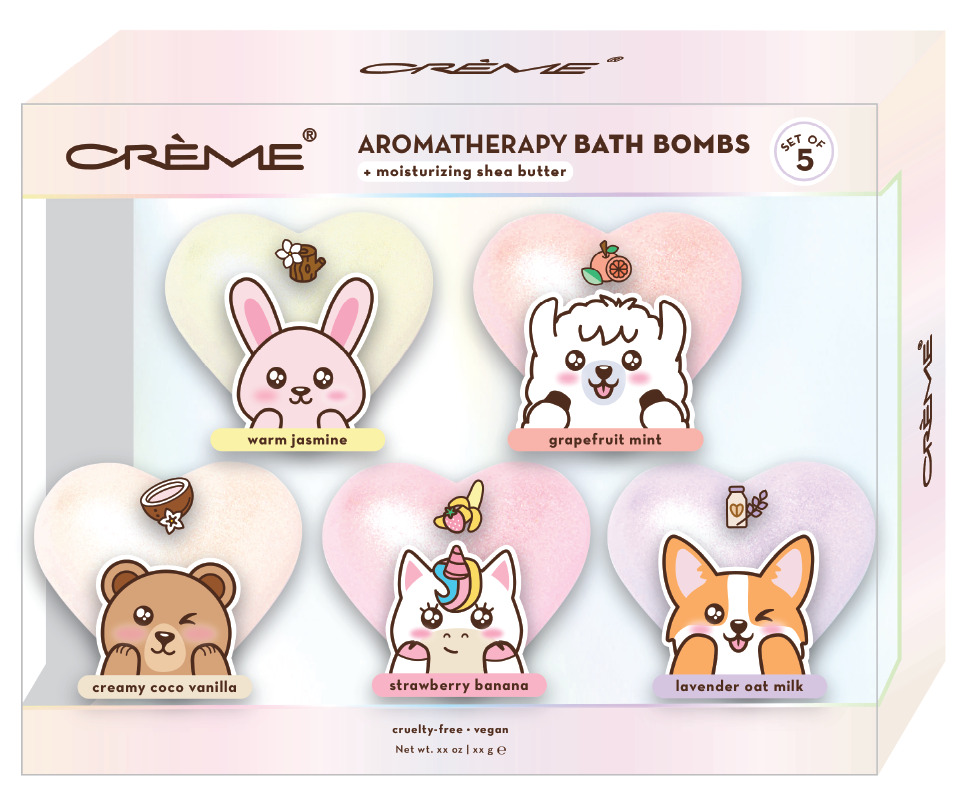 CRÈME®
CRÈME®
AROMATHERAPY BATH BOMBS
+ moisturizing shea butter
SET OF
5
warm jasmine
grapefruit mint
CRÈME®
creamy coco vanilla
strawberry banana
lavender oat milk
cruelty-free • vegan
Net wt. xx oz | xx g ℮